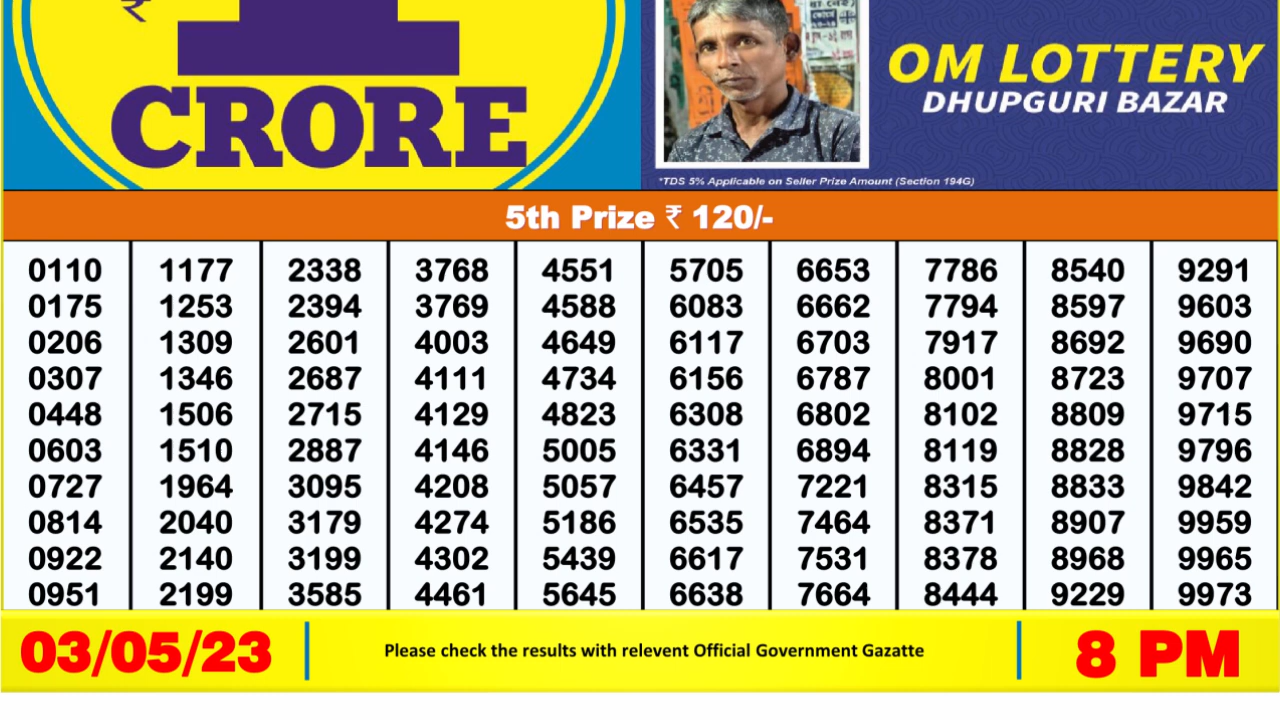 ₹
1
CRORE
OM LOTTERY
DHUPGURI BAZAR
*TDS 5% Applicable on Seller Prize Amount (Section 194G)
5th Prize ₹ 120/-
0110 1177 2338 3768 4551 5705 6653 7786 8540 9291
0175 1253 2394 3769 4588 6083 6662 7794 8597 9603
0206 1309 2601 4003 4649 6117 6703 7917 8692 9690
0307 1346 2687 4111 4734 6156 6787 8001 8723 9707
0448 1506 2715 4129 4823 6308 6802 8102 8809 9715
0603 1510 2887 4146 5005 6331 6894 8119 8828 9796
0727 1964 3095 4208 5057 6457 7221 8315 8833 9842
0814 2040 3179 4274 5186 6535 7464 8371 8907 9959
0922 2140 3199 4302 5439 6617 7531 8378 8968 9965
0951 2199 3585 4461 5645 6638 7664 8444 9229 9973
03/05/23
Please check the results with relevent Official Government Gazatte
8 PM